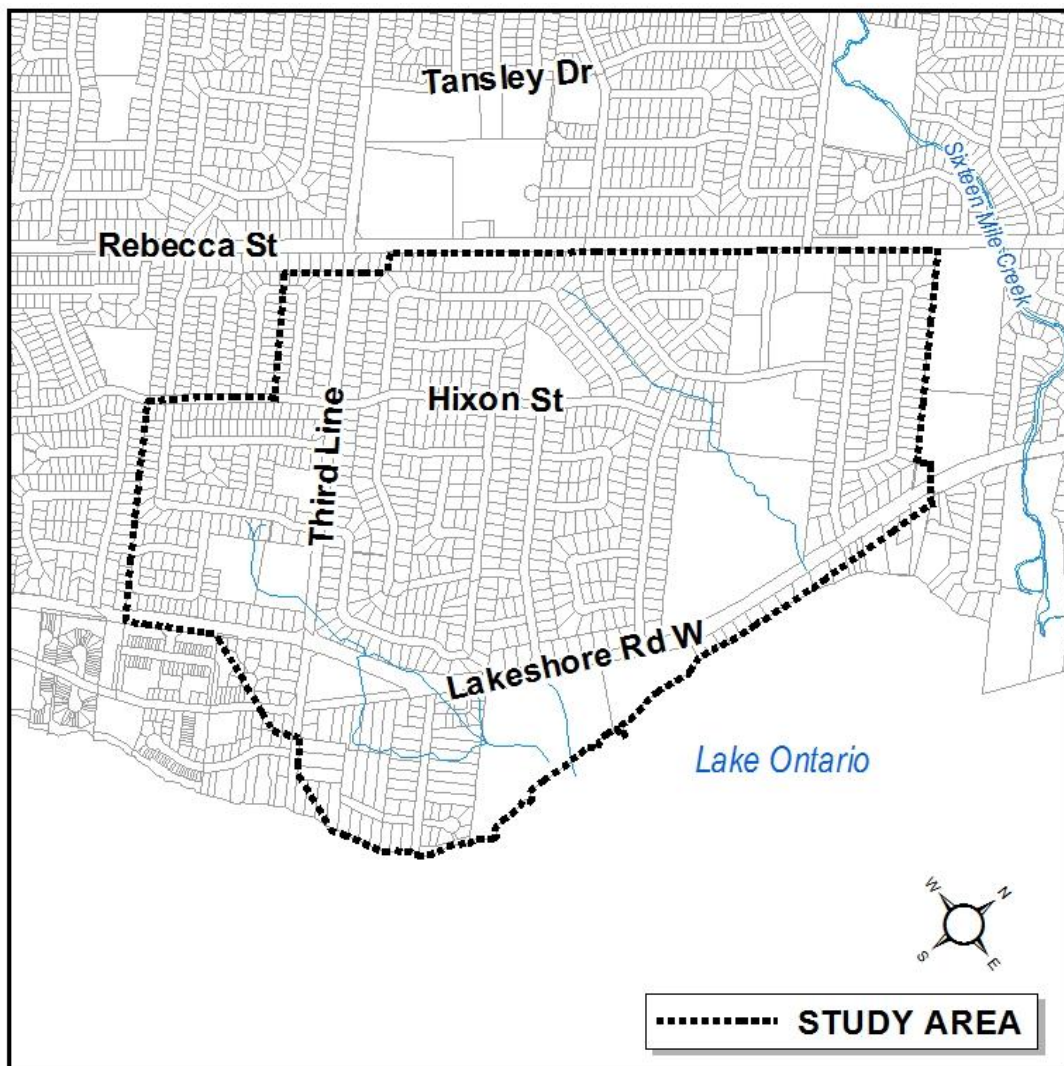 Tansley Dr
Sixteen Mile Creek
Rebecca St
Hixon St
Third Line
Lakeshore Rd W
Lake Ontario
W
N
S
E
STUDY AREA